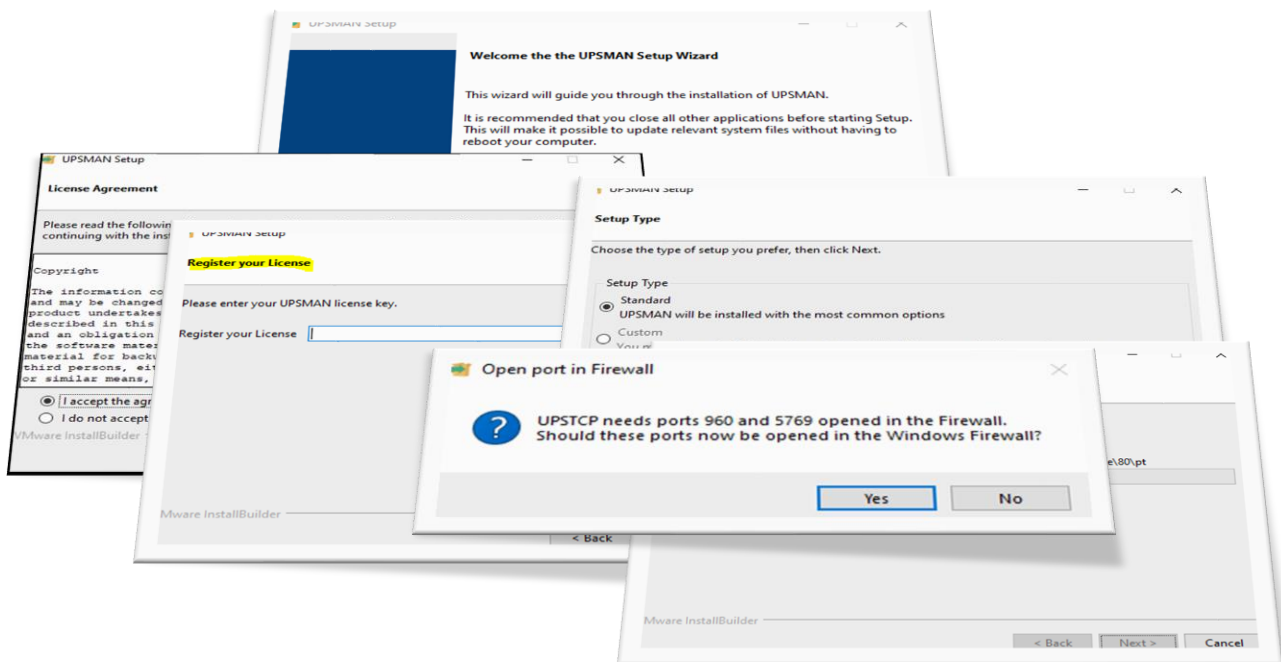 UPSMAN Setup
Welcome the the UPSMAN Setup Wizard
This wizard will guide you through the installation of UPSMAN.
It is recommended that you close all other applications before starting Setup.
This will make it possible to update relevant system files without having to
reboot your computer.
UPSMAN Setup
License Agreement
Please read the followin
continuing with the ins
Copyright
The information co
and may be changed
product undertakes
described in this
and an obligation
the software mater
material for backu
third persons, eit
or similar means,
I accept the agr
I do not accept
VMware InstallBuilder
UPSMAN Setup
Register your License
Please enter your UPSMAN license key.
Register your License
Mware InstallBuilder
< Back
UPSMAN Setup
Setup Type
Choose the type of setup you prefer, then click Next.
Setup Type
Standard
UPSMAN will be installed with the most common options
Custom
Open port in Firewall
UPSTCP needs ports 960 and 5769 opened in the Firewall.
Should these ports now be opened in the Windows Firewall?
Yes
No
e\80\pt
Mware InstallBuilder
< Back
Next >
Cancel